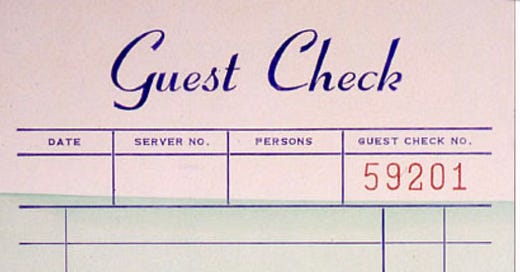 Guest Check
DATE SERVER NO. PERSONS GUEST CHECK NO.
59201